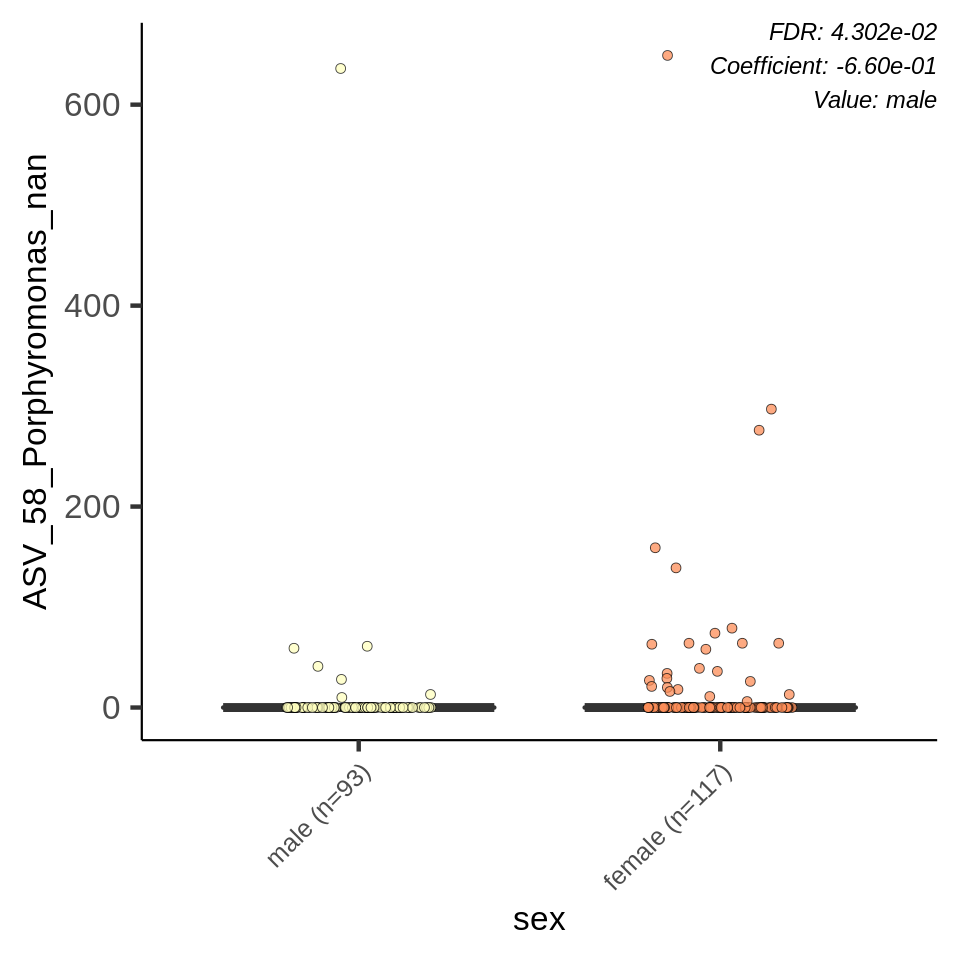 FDR: 4.302e-02
Coefficient: -6.60e-01
Value: male
ASV_58_Porphyromonas_nan
600
400
200
0
male (n=93)
female (n=117)
sex